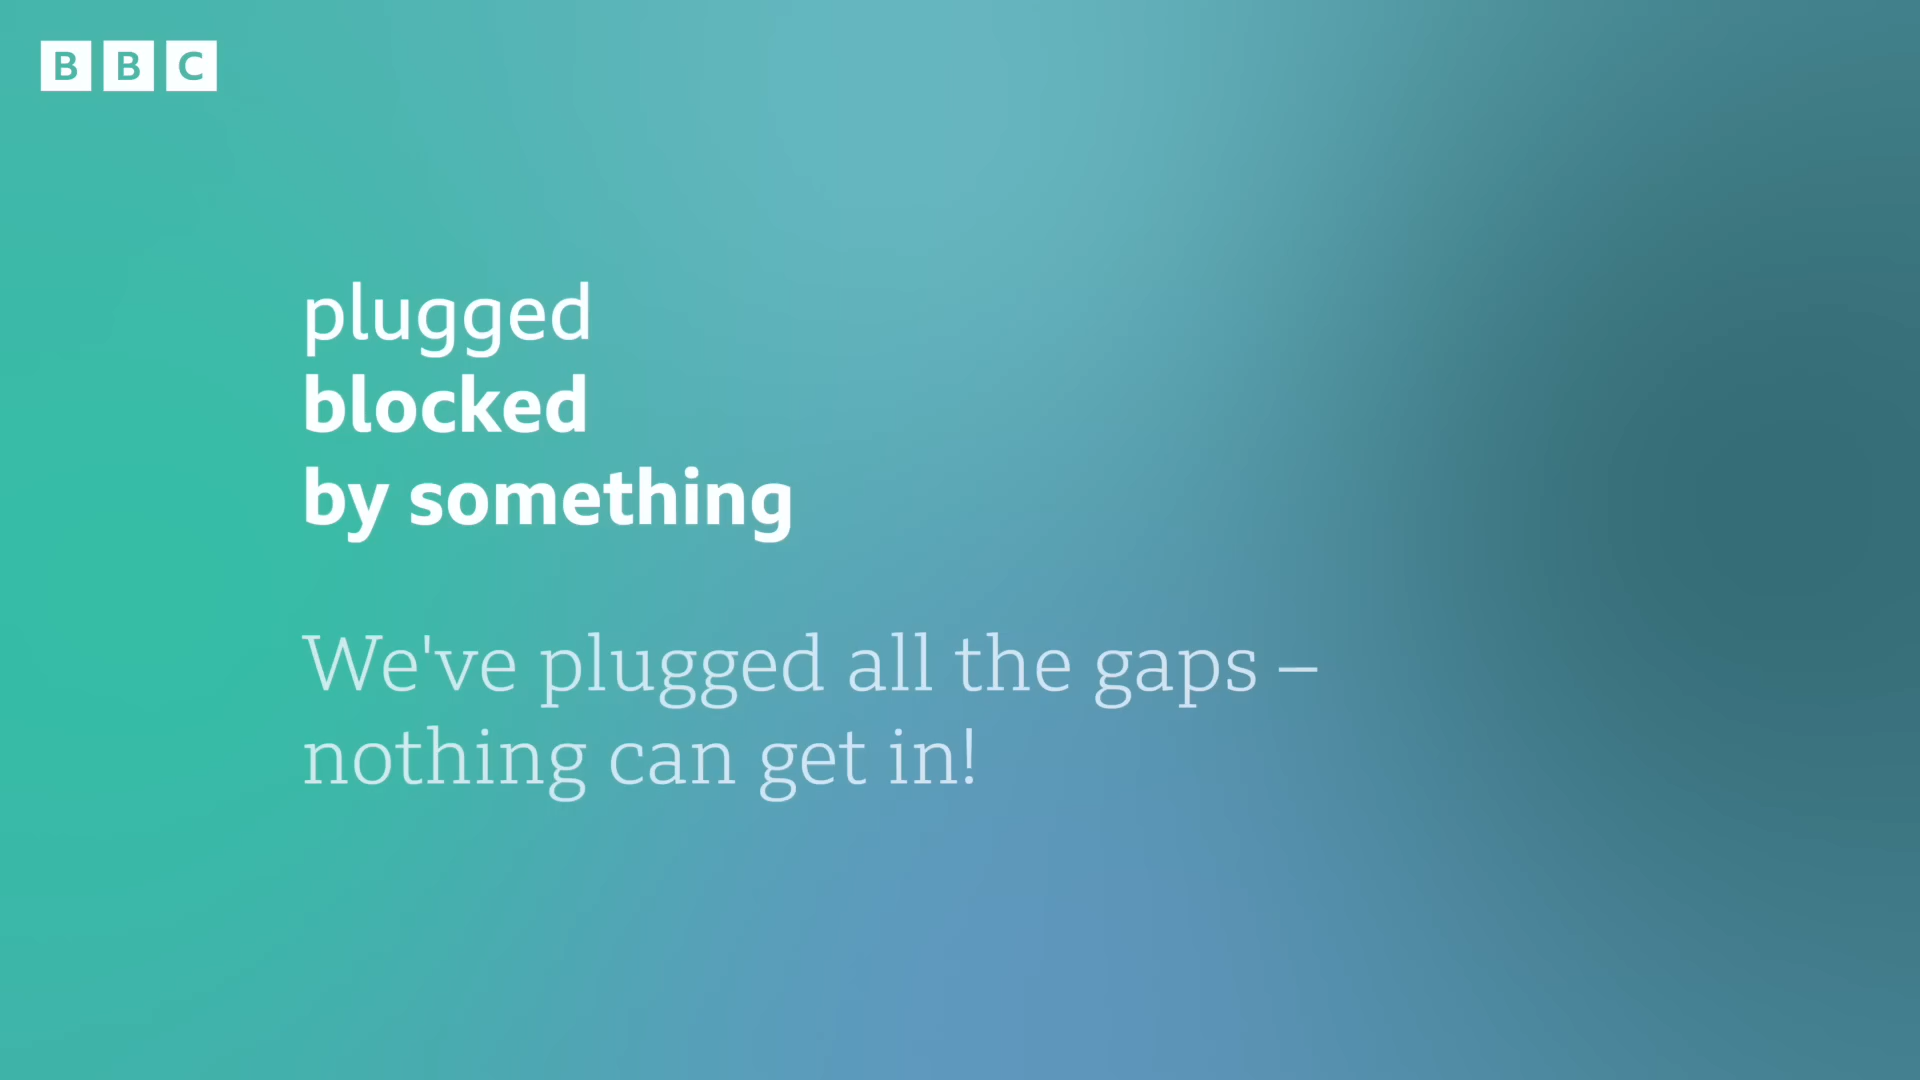 BBC
plugged
blocked
by something
We've plugged all the gaps –
nothing can get in!